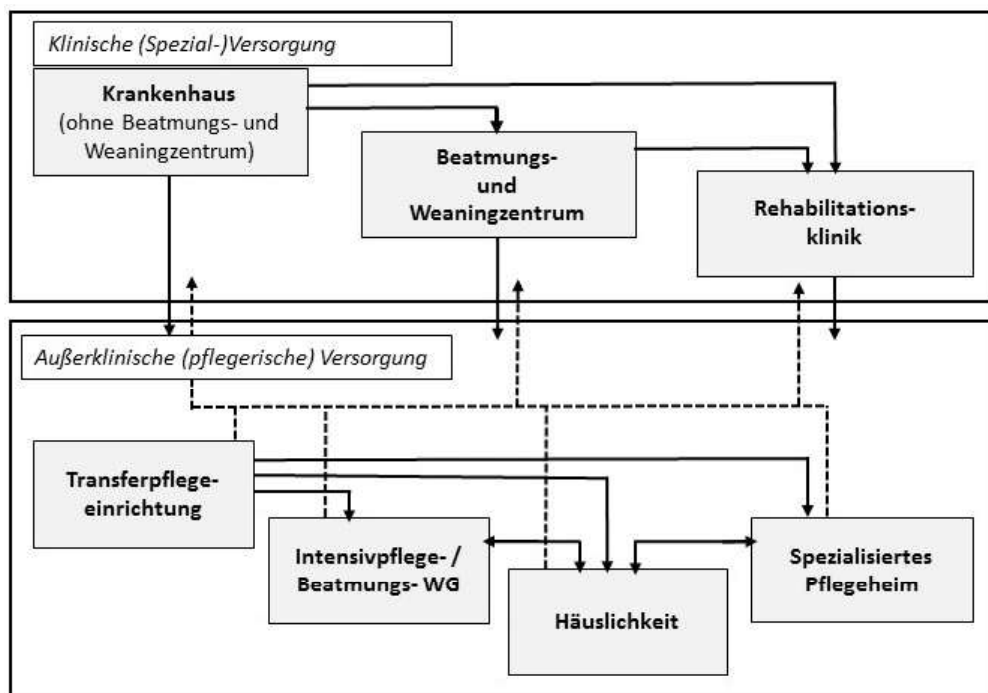 Klinische (Spezial-)Versorgung
Krankenhaus
(ohne Beatmungs- und
Weaningzentrum)
Beatmungs-
und
Weaningzentrum
Rehabilitations-
klinik
Außerklinische (pflegerische) Versorgung
Transferpflege-
einrichtung
Intensivpflege- /
Beatmungs- WG
Häuslichkeit
Spezialisiertes
Pflegeheim